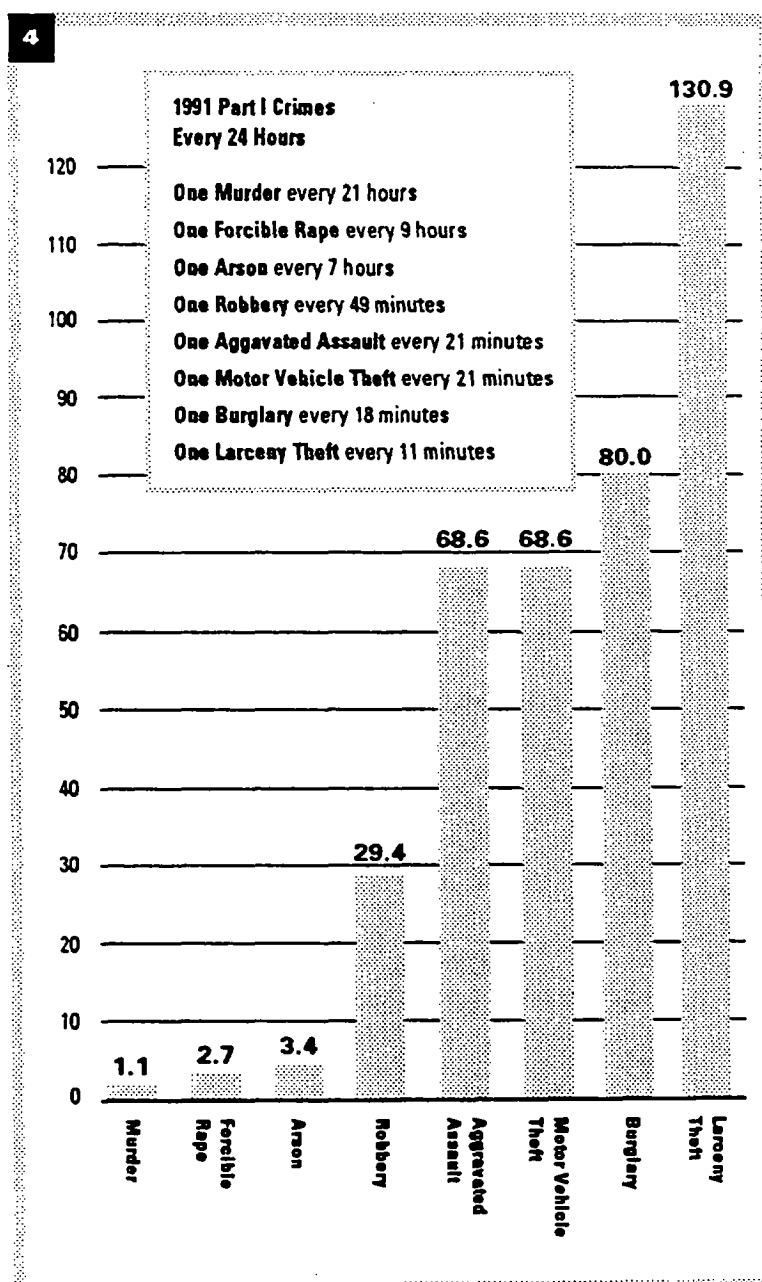 4
1991 Part I Crimes
Every 24 Hours
One Murder every 21 hours
One Forcible Rape every 9 hours
One Arson every 7 hours
One Robbery every 49 minutes
One Aggavated Assault every 21 minutes
One Motor Vehicle Theft every 21 minutes
One Burglary every 18 minutes
One Larceny Theft every 11 minutes
120
110
100
90
80
70
60
50
40
30
20
10
0
1.1
2.7
3.4
29.4
68.6
68.6
80.0
130.9
Murder
Forcible
Rape
Arson
Robbery
Aggravated
Assault
Motor Vehicle
Theft
Burglary
Larceny
Theft